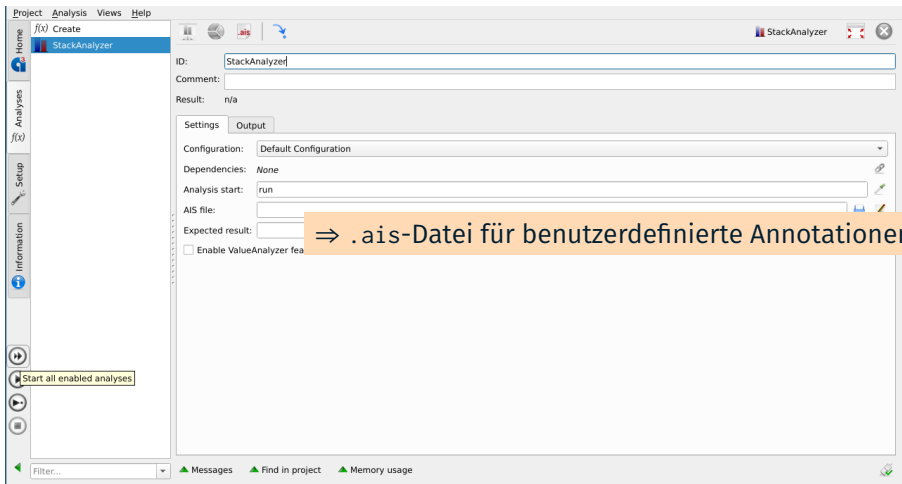 Project Analysis Views Help
Home
Analyses
f(x)
Setup
Information
f(x) Create
StackAnalyzer
.ais
StackAnalyzer
ID: StackAnalyzer
Comment:
Result: n/a
Settings Output
Configuration: Default Configuration
Dependencies: None
Analysis start: run
AIS file:
Expected result:
⇒ .ais-Datei für benutzerdefinierte Annotationen
Enable ValueAnalyzer fea
Start all enabled analyses
Filter...
Messages Find in project Memory usage